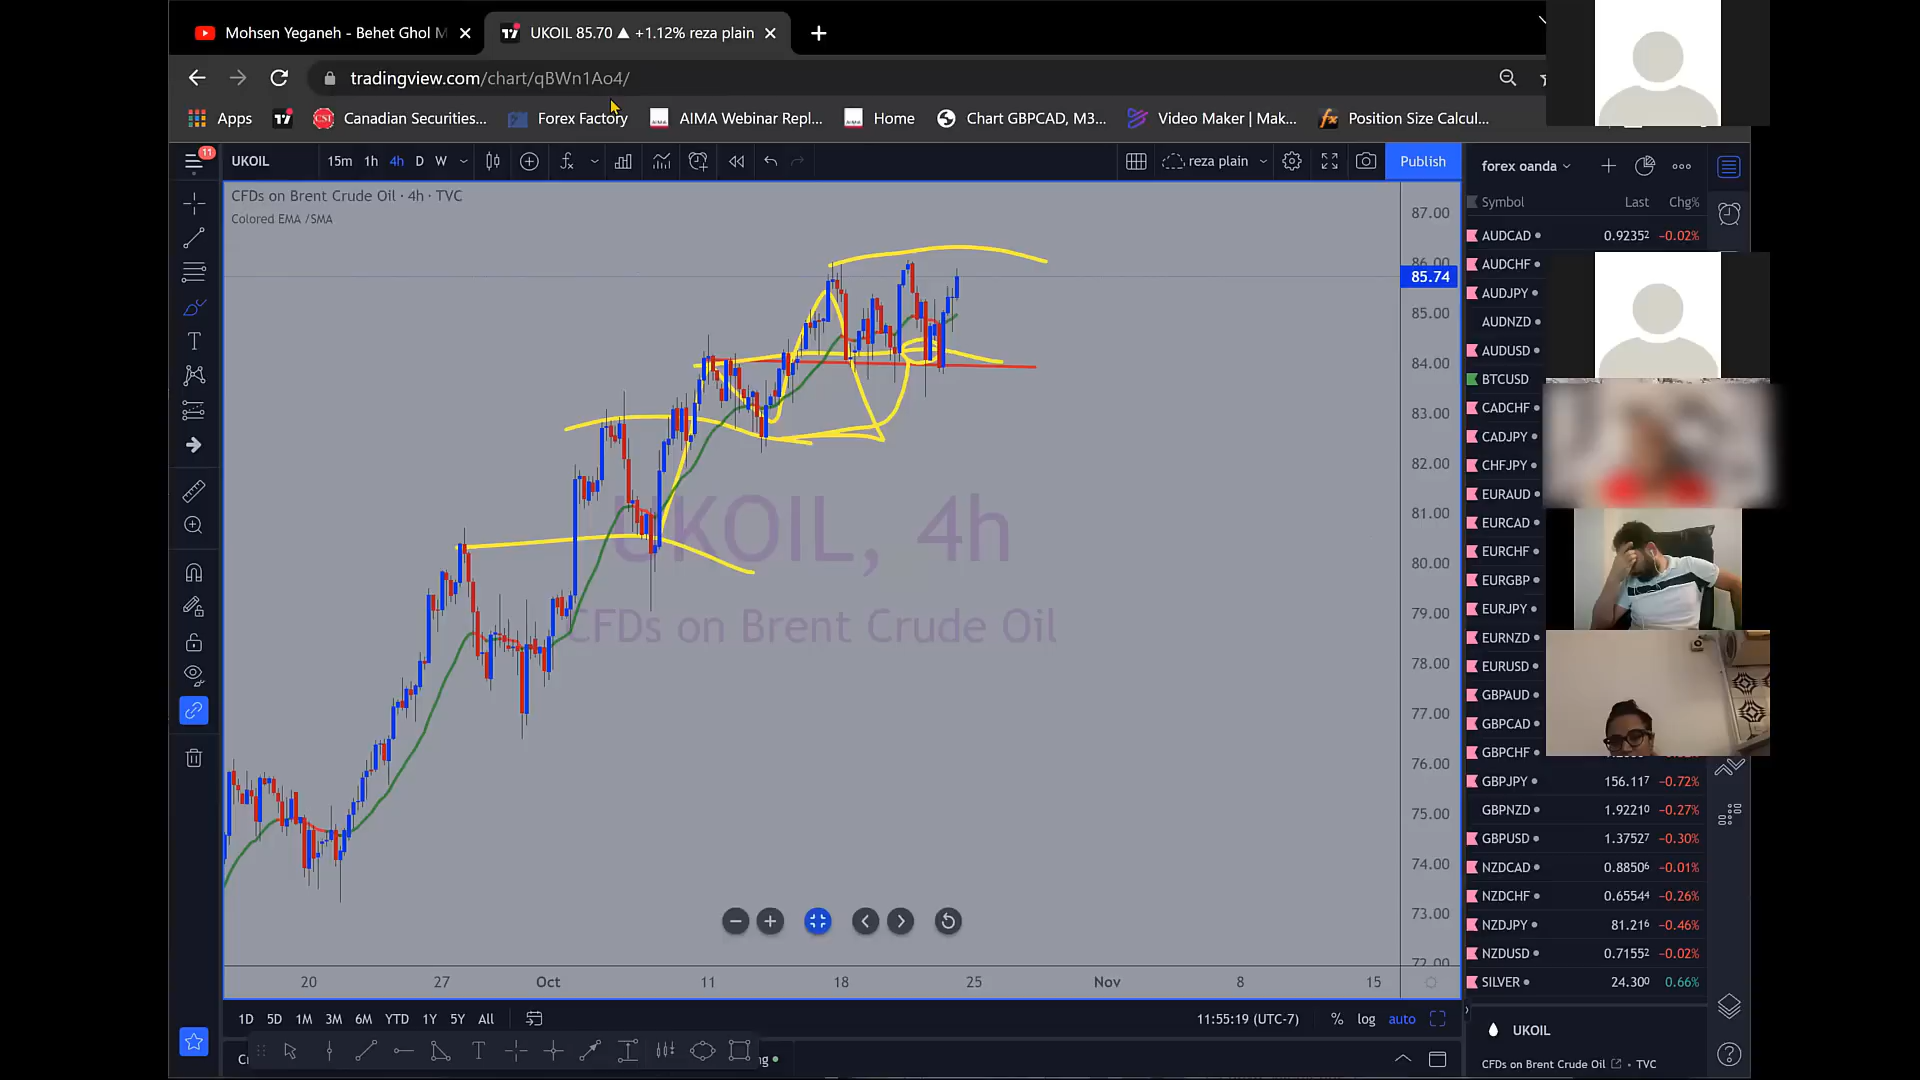 Mohsen Yeganeh - Behet Ghol M
UKOIL 85.70 ▲ +1.12% reza plain
tradingview.com/chart/qBWn1Ao4/
Apps
Canadian Securities...
Forex Factory
AIMA Webinar Repl...
Home
Chart GBPCAD, M3...
Video Maker | Mak...
Position Size Calcul...
11
UKOIL
15m 1h 4h D W
reza plain
Publish
forex oanda
CFDs on Brent Crude Oil · 4h · TVC
Colored EMA /SMA
Symbol Last Chg%
AUDCAD 0.9235² −0.02%
AUDCHF
AUDJPY
AUDNZD
AUDUSD
BTCUSD
CADCHF
CADJPY
CHFJPY
EURAUD
EURCAD
EURCHF
EURGBP
EURJPY
EURNZD
EURUSD
GBPAUD
GBPCAD
GBPCHF
GBPJPY 156.11⁷ −0.72%
GBPNZD 1.9221⁰ −0.27%
GBPUSD 1.3752⁷ −0.30%
NZDCAD 0.8850⁶ −0.01%
NZDCHF 0.6554⁴ −0.26%
NZDJPY 81.21⁶ −0.46%
NZDUSD 0.7155² −0.02%
SILVER 24.30⁰ 0.66%
87.00
86.00
85.74
85.00
84.00
83.00
82.00
81.00
80.00
79.00
78.00
77.00
76.00
75.00
74.00
73.00
72.00
UKOIL, 4h
CFDs on Brent Crude Oil
20 27 Oct 11 18 25 Nov 8 15
1D 5D 1M 3M 6M YTD 1Y 5Y All
11:55:19 (UTC-7)
% log auto
UKOIL
CFDs on Brent Crude Oil · TVC